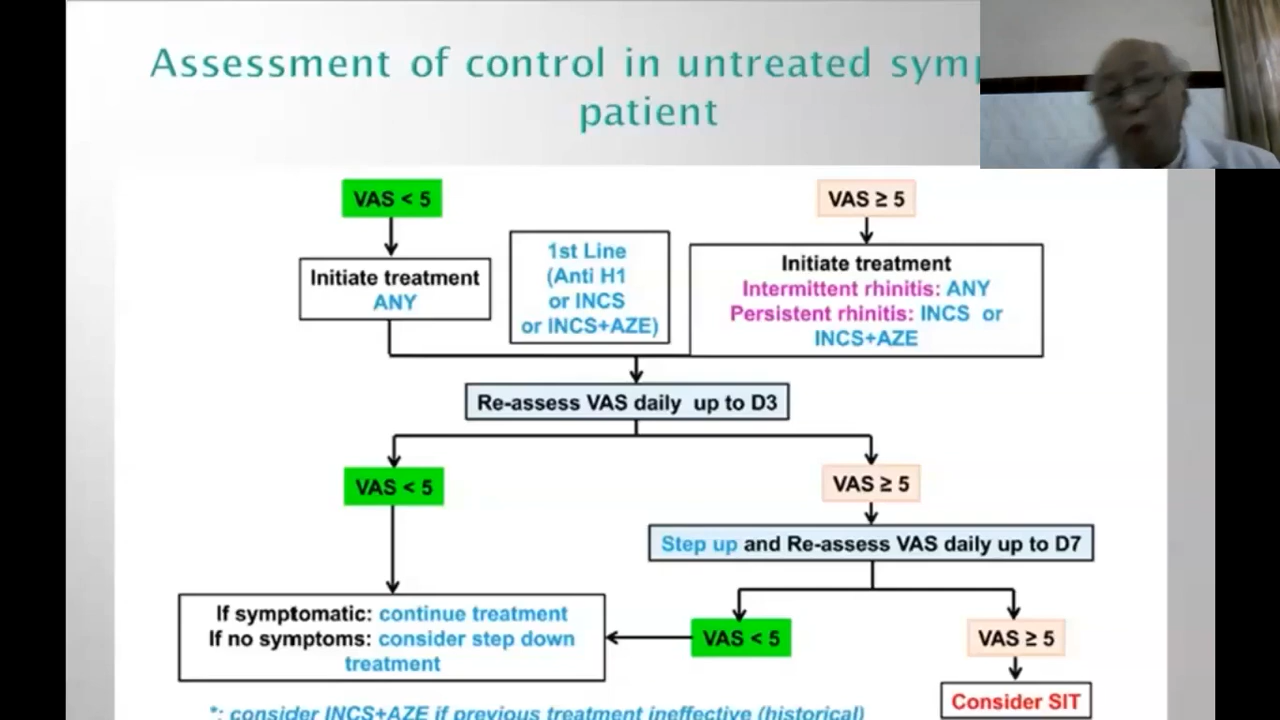 Assessment of control in untreated
patient
VAS < 5
VAS ≥ 5
Initiate treatment
ANY
1st Line
(Anti H1
or INCS
or INCS+AZE)
Initiate treatment
Intermittent rhinitis: ANY
Persistent rhinitis: INCS or
INCS+AZE
Re-assess VAS daily up to D3
VAS < 5
VAS ≥ 5
Step up and Re-assess VAS daily up to D7
If symptomatic: continue treatment
If no symptoms: consider step down
treatment
VAS < 5
VAS ≥ 5
Consider SIT
*: consider INCS+AZE if previous treatment ineffective (historical)